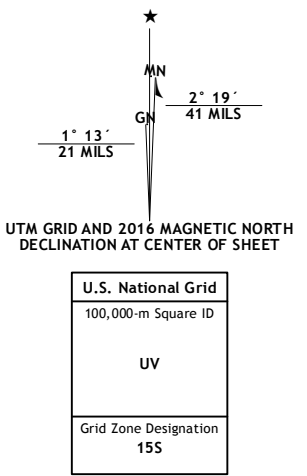 ★
MN
GN
2° 19´
41 MILS
1° 13´
21 MILS
UTM GRID AND 2016 MAGNETIC NORTH
DECLINATION AT CENTER OF SHEET
U.S. National Grid
100,000-m Square ID
UV
Grid Zone Designation
15S